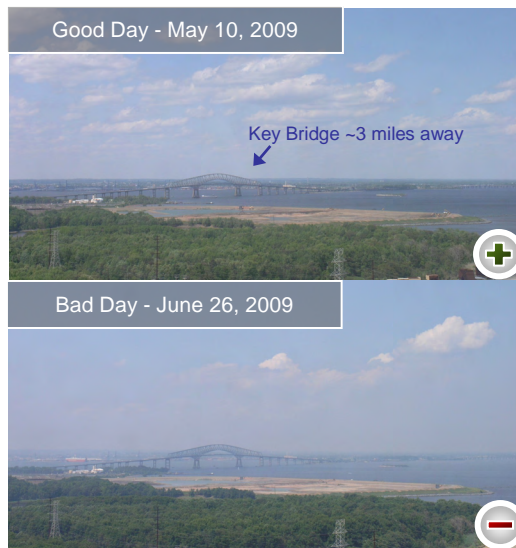 Good Day - May 10, 2009
Key Bridge ~3 miles away
Bad Day - June 26, 2009